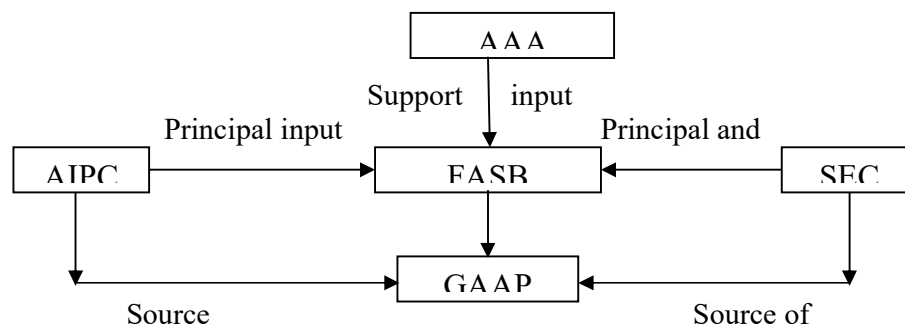 AAA
Support input
Principal input
Principal and
AIPC
FASB
SEC
GAAP
Source
Source of